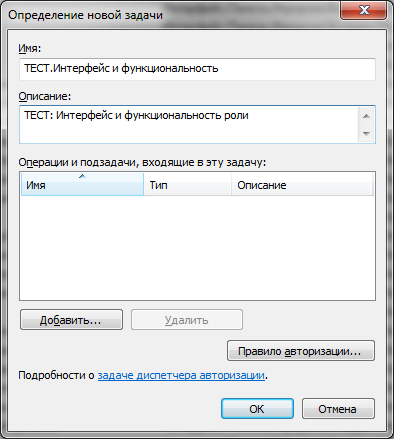 Определение новой задачи
Имя:
ТЕСТ.Интерфейс и функциональность
Описание:
ТЕСТ: Интерфейс и функциональность роли
Операции и подзадачи, входящие в эту задачу:
Имя Тип Описание
Добавить... Удалить
Правило авторизации...
Подробности о задаче диспетчера авторизации.
ОК Отмена